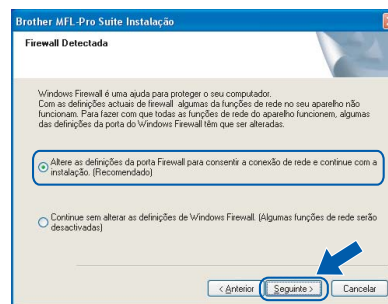 Brother MFL-Pro Suite Instalação
Firewall Detectada
Windows Firewall é uma ajuda para proteger o seu computador.
Com as definições actuais de firewall algumas da funções de rede no seu aparelho não
funcionam. Para fazer com que todas as funções de rede do aparelho funcionem, algumas
das definições da porta do Windows Firewall têm que ser alteradas.
Altere as definições da porta Firewall para consentir a conexão de rede e continue com a
instalação. (Recomendado)
Continue sem alterar as definições de Windows Firewall. (Algumas funções de rede serão
desactivadas)
< Anterior
Seguinte >
Cancelar